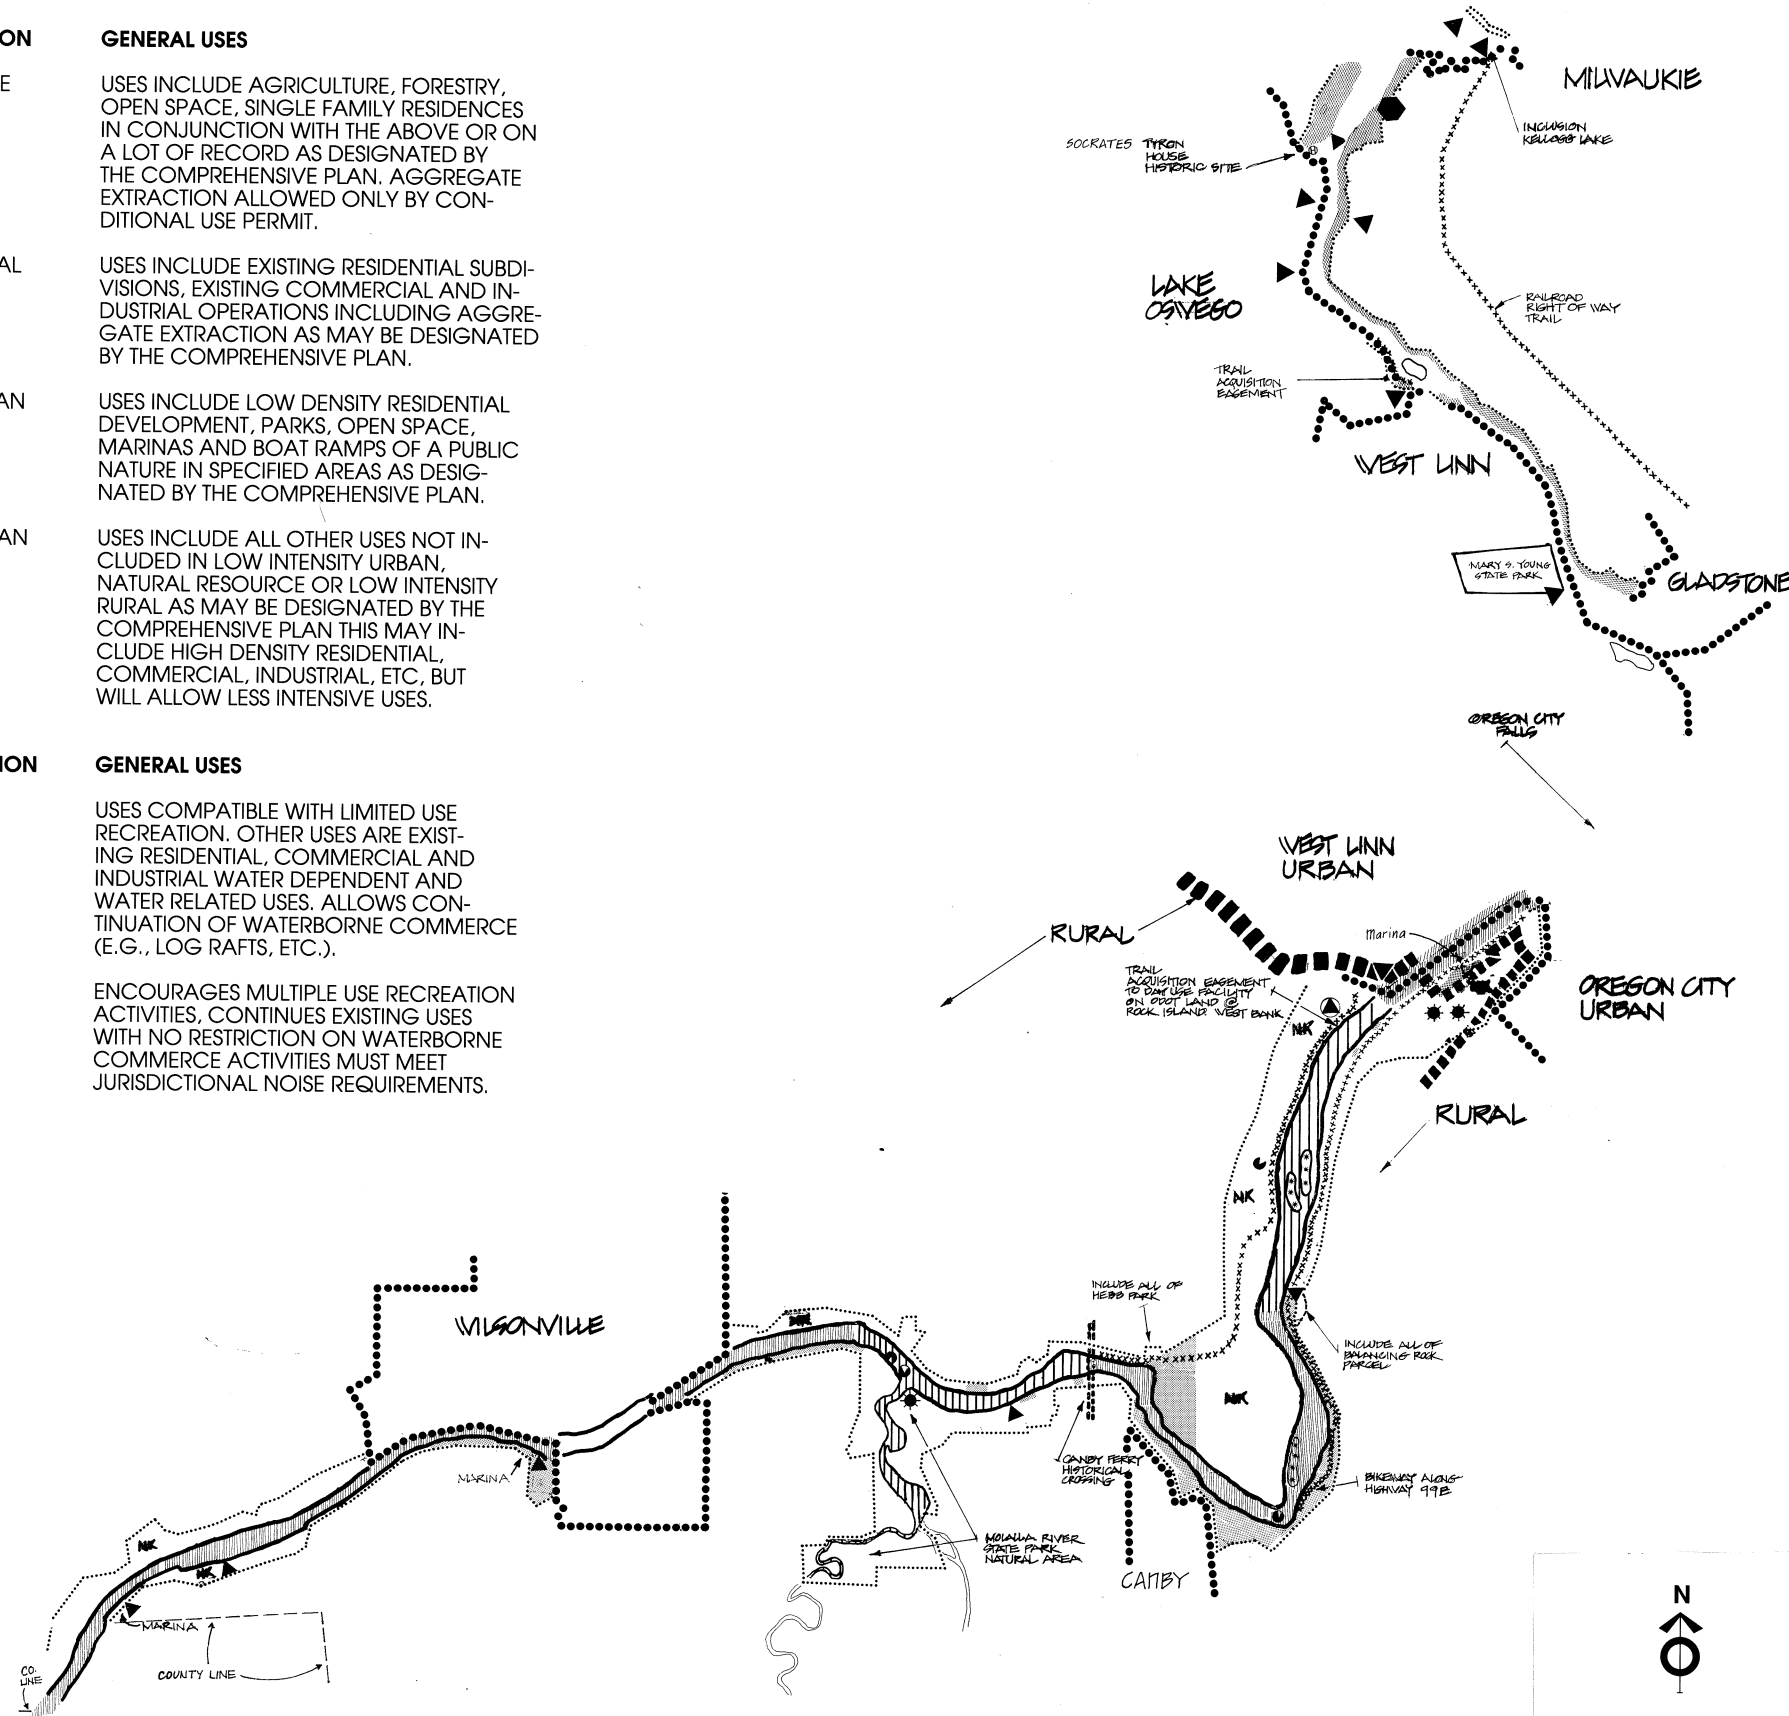 ON GENERAL USES
E USES INCLUDE AGRICULTURE, FORESTRY,
OPEN SPACE, SINGLE FAMILY RESIDENCES
IN CONJUNCTION WITH THE ABOVE OR ON
A LOT OF RECORD AS DESIGNATED BY
THE COMPREHENSIVE PLAN. AGGREGATE
EXTRACTION ALLOWED ONLY BY CON-
DITIONAL USE PERMIT.
AL USES INCLUDE EXISTING RESIDENTIAL SUBDI-
VISIONS, EXISTING COMMERCIAL AND IN-
DUSTRIAL OPERATIONS INCLUDING AGGRE-
GATE EXTRACTION AS MAY BE DESIGNATED
BY THE COMPREHENSIVE PLAN.
AN USES INCLUDE LOW DENSITY RESIDENTIAL
DEVELOPMENT, PARKS, OPEN SPACE,
MARINAS AND BOAT RAMPS OF A PUBLIC
NATURE IN SPECIFIED AREAS AS DESIG-
NATED BY THE COMPREHENSIVE PLAN.
AN USES INCLUDE ALL OTHER USES NOT IN-
CLUDED IN LOW INTENSITY URBAN,
NATURAL RESOURCE OR LOW INTENSITY
RURAL AS MAY BE DESIGNATED BY THE
COMPREHENSIVE PLAN THIS MAY IN-
CLUDE HIGH DENSITY RESIDENTIAL,
COMMERCIAL, INDUSTRIAL, ETC, BUT
WILL ALLOW LESS INTENSIVE USES.
ION GENERAL USES
USES COMPATIBLE WITH LIMITED USE
RECREATION. OTHER USES ARE EXIST-
ING RESIDENTIAL, COMMERCIAL AND
INDUSTRIAL WATER DEPENDENT AND
WATER RELATED USES. ALLOWS CON-
TINUATION OF WATERBORNE COMMERCE
(E.G., LOG RAFTS, ETC.).
ENCOURAGES MULTIPLE USE RECREATION
ACTIVITIES, CONTINUES EXISTING USES
WITH NO RESTRICTION ON WATERBORNE
COMMERCE ACTIVITIES MUST MEET
JURISDICTIONAL NOISE REQUIREMENTS.
MILWAUKIE
INCLUSION
KELLOGG LAKE
SOCRATES TYRON
HOUSE
HISTORIC SITE
LAKE
OSWEGO
RAILROAD
RIGHT OF WAY
TRAIL
TRAIL
ACQUISITION
EASEMENT
WEST LINN
MARY S. YOUNG
STATE PARK
GLADSTONE
OREGON CITY
FALLS
WEST LINN
URBAN
RURAL
Marina
TRAIL
ACQUISITION EASEMENT
TO DAY USE FACILITY
ON ODOT LAND @
ROCK ISLAND WEST BANK
OREGON CITY
URBAN
NK
RURAL
NK
INCLUDE ALL OF
HEBB PARK
WILSONVILLE
NK
INCLUDE ALL OF
BALANCING ROCK
PARCEL
NK
CANBY FERRY
HISTORICAL
CROSSING
BIKEWAY ALONG
HIGHWAY 99E
MARINA
MOLALLA RIVER
STATE PARK
NATURAL AREA
NK
NK
CANBY
MARINA
COUNTY LINE
CO.
LINE
N